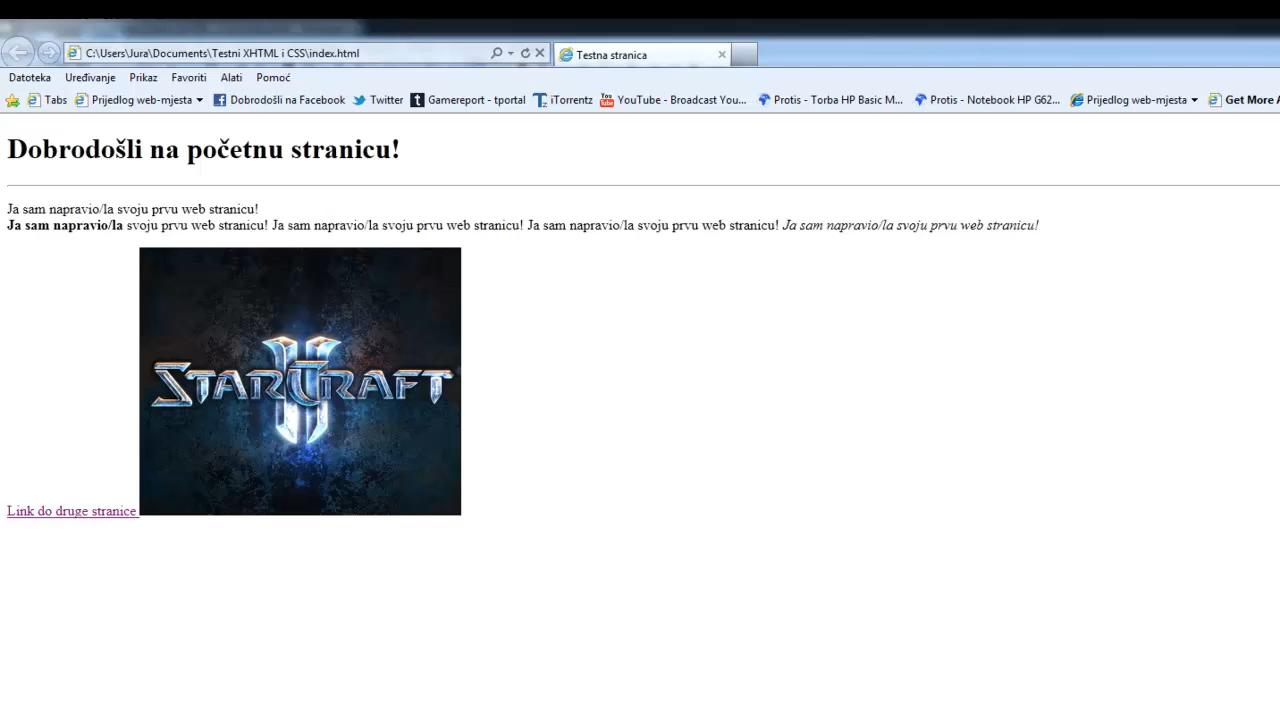 C:\Users\Jura\Documents\Testni XHTML i CSS\index.html
Testna stranica
Datoteka Uređivanje Prikaz Favoriti Alati Pomoć
Tabs Prijedlog web-mjesta Dobrodošli na Facebook Twitter Gamereport - tportal iTorrentz YouTube - Broadcast You... Protis - Torba HP Basic M... Protis - Notebook HP G62... Prijedlog web-mjesta Get More A
Dobrodošli na početnu stranicu!
Ja sam napravio/la svoju prvu web stranicu!
Ja sam napravio/la svoju prvu web stranicu! Ja sam napravio/la svoju prvu web stranicu! Ja sam napravio/la svoju prvu web stranicu! Ja sam napravio/la svoju prvu web stranicu!
STARCRAFT
II
Link do druge stranice